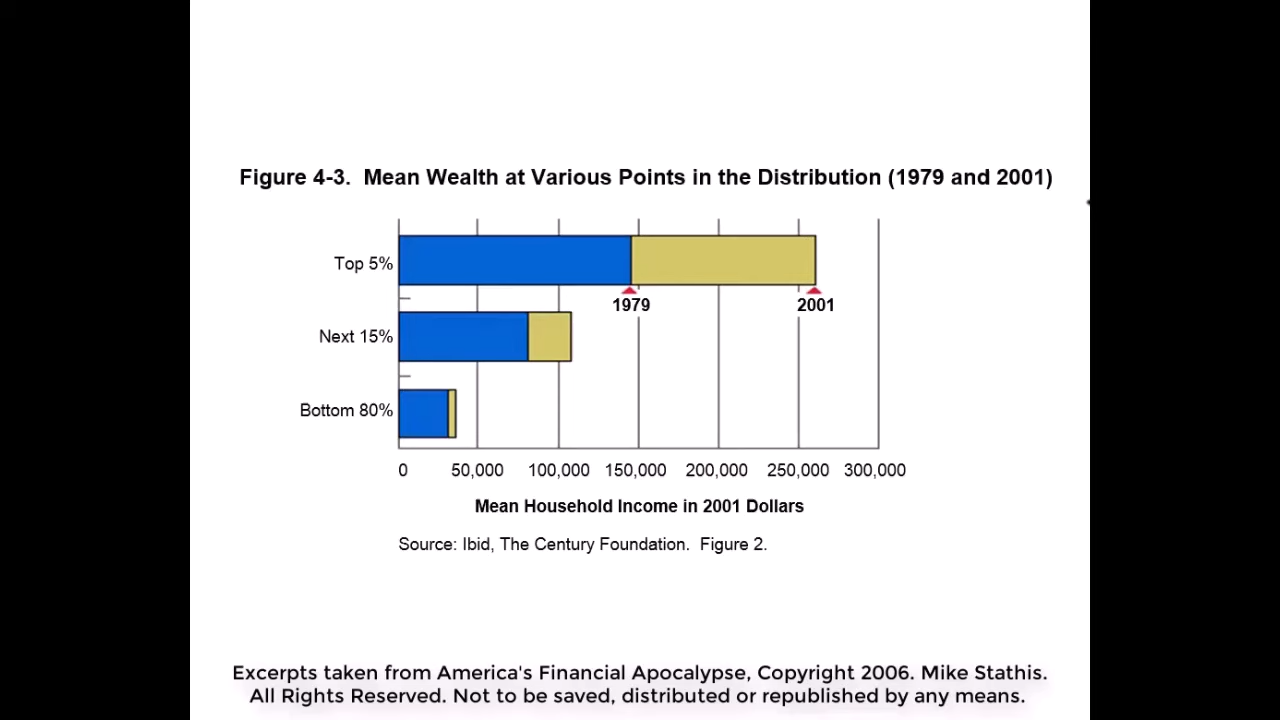 Figure 4-3. Mean Wealth at Various Points in the Distribution (1979 and 2001)
Top 5%
1979 2001
Next 15%
Bottom 80%
0 50,000 100,000 150,000 200,000 250,000 300,000
Mean Household Income in 2001 Dollars
Source: Ibid, The Century Foundation. Figure 2.
Excerpts taken from America's Financial Apocalypse, Copyright 2006. Mike Stathis.
All Rights Reserved. Not to be saved, distributed or republished by any means.